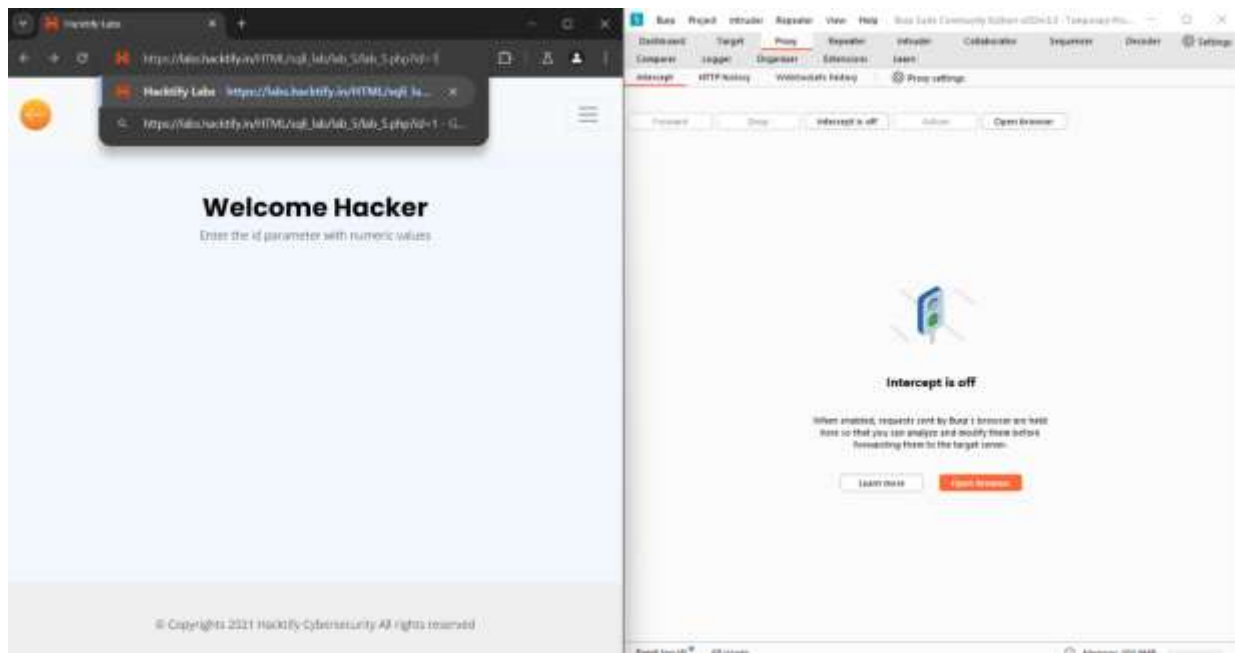 Hacktify Labs
https://labs.hacktify.in/HTML/sqli_lab/lab_5/lab_5.php?id=1
Hacktify Labs - https://labs.hacktify.in/HTML/sqli_la...
https://labs.hacktify.in/HTML/sqli_lab/lab_5/lab_5.php?id=1 - G...
Welcome Hacker
Enter the id parameter with numeric values
© Copyrights 2021 Hacktify Cybersecurity All rights reserved
Burp Project Intruder Repeater View Help Burp Suite Community Edition
Dashboard Target Proxy Repeater Intruder Collaborator Sequencer Decoder Settings
Comparer Logger Organizer Extensions Learn
Intercept HTTP history WebSockets history Proxy settings
Forward Drop Intercept is off Action Open browser
Intercept is off
When enabled, requests sent by Burp's browser are held
here so that you can analyze and modify them before
forwarding them to the target server.
Learn more Open browser